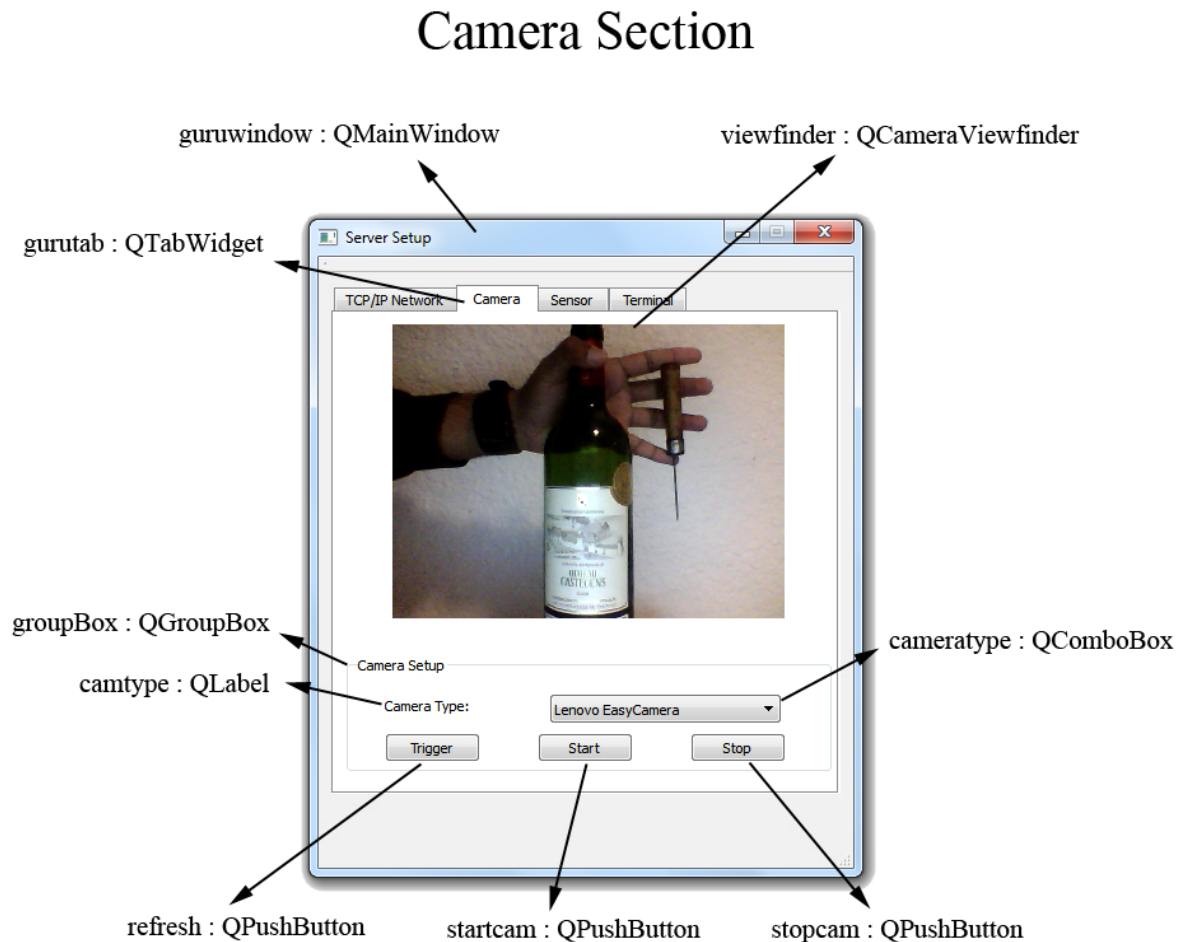 Camera Section
guruwindow : QMainWindow
viewfinder : QCameraViewfinder
gurutab : QTabWidget
Server Setup
TCP/IP Network
Camera
Sensor
Terminal
CASTEGENS
groupBox : QGroupBox
cameratype : QComboBox
Camera Setup
camtype : QLabel
Camera Type:
Lenovo EasyCamera
Trigger
Start
Stop
refresh : QPushButton
startcam : QPushButton
stopcam : QPushButton